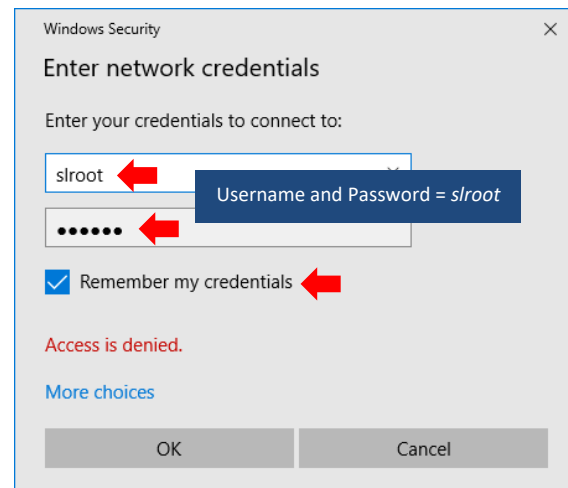 Windows Security
Enter network credentials
Enter your credentials to connect to:
slroot
Username and Password = slroot
••••••
Remember my credentials
Access is denied.
More choices
OK
Cancel